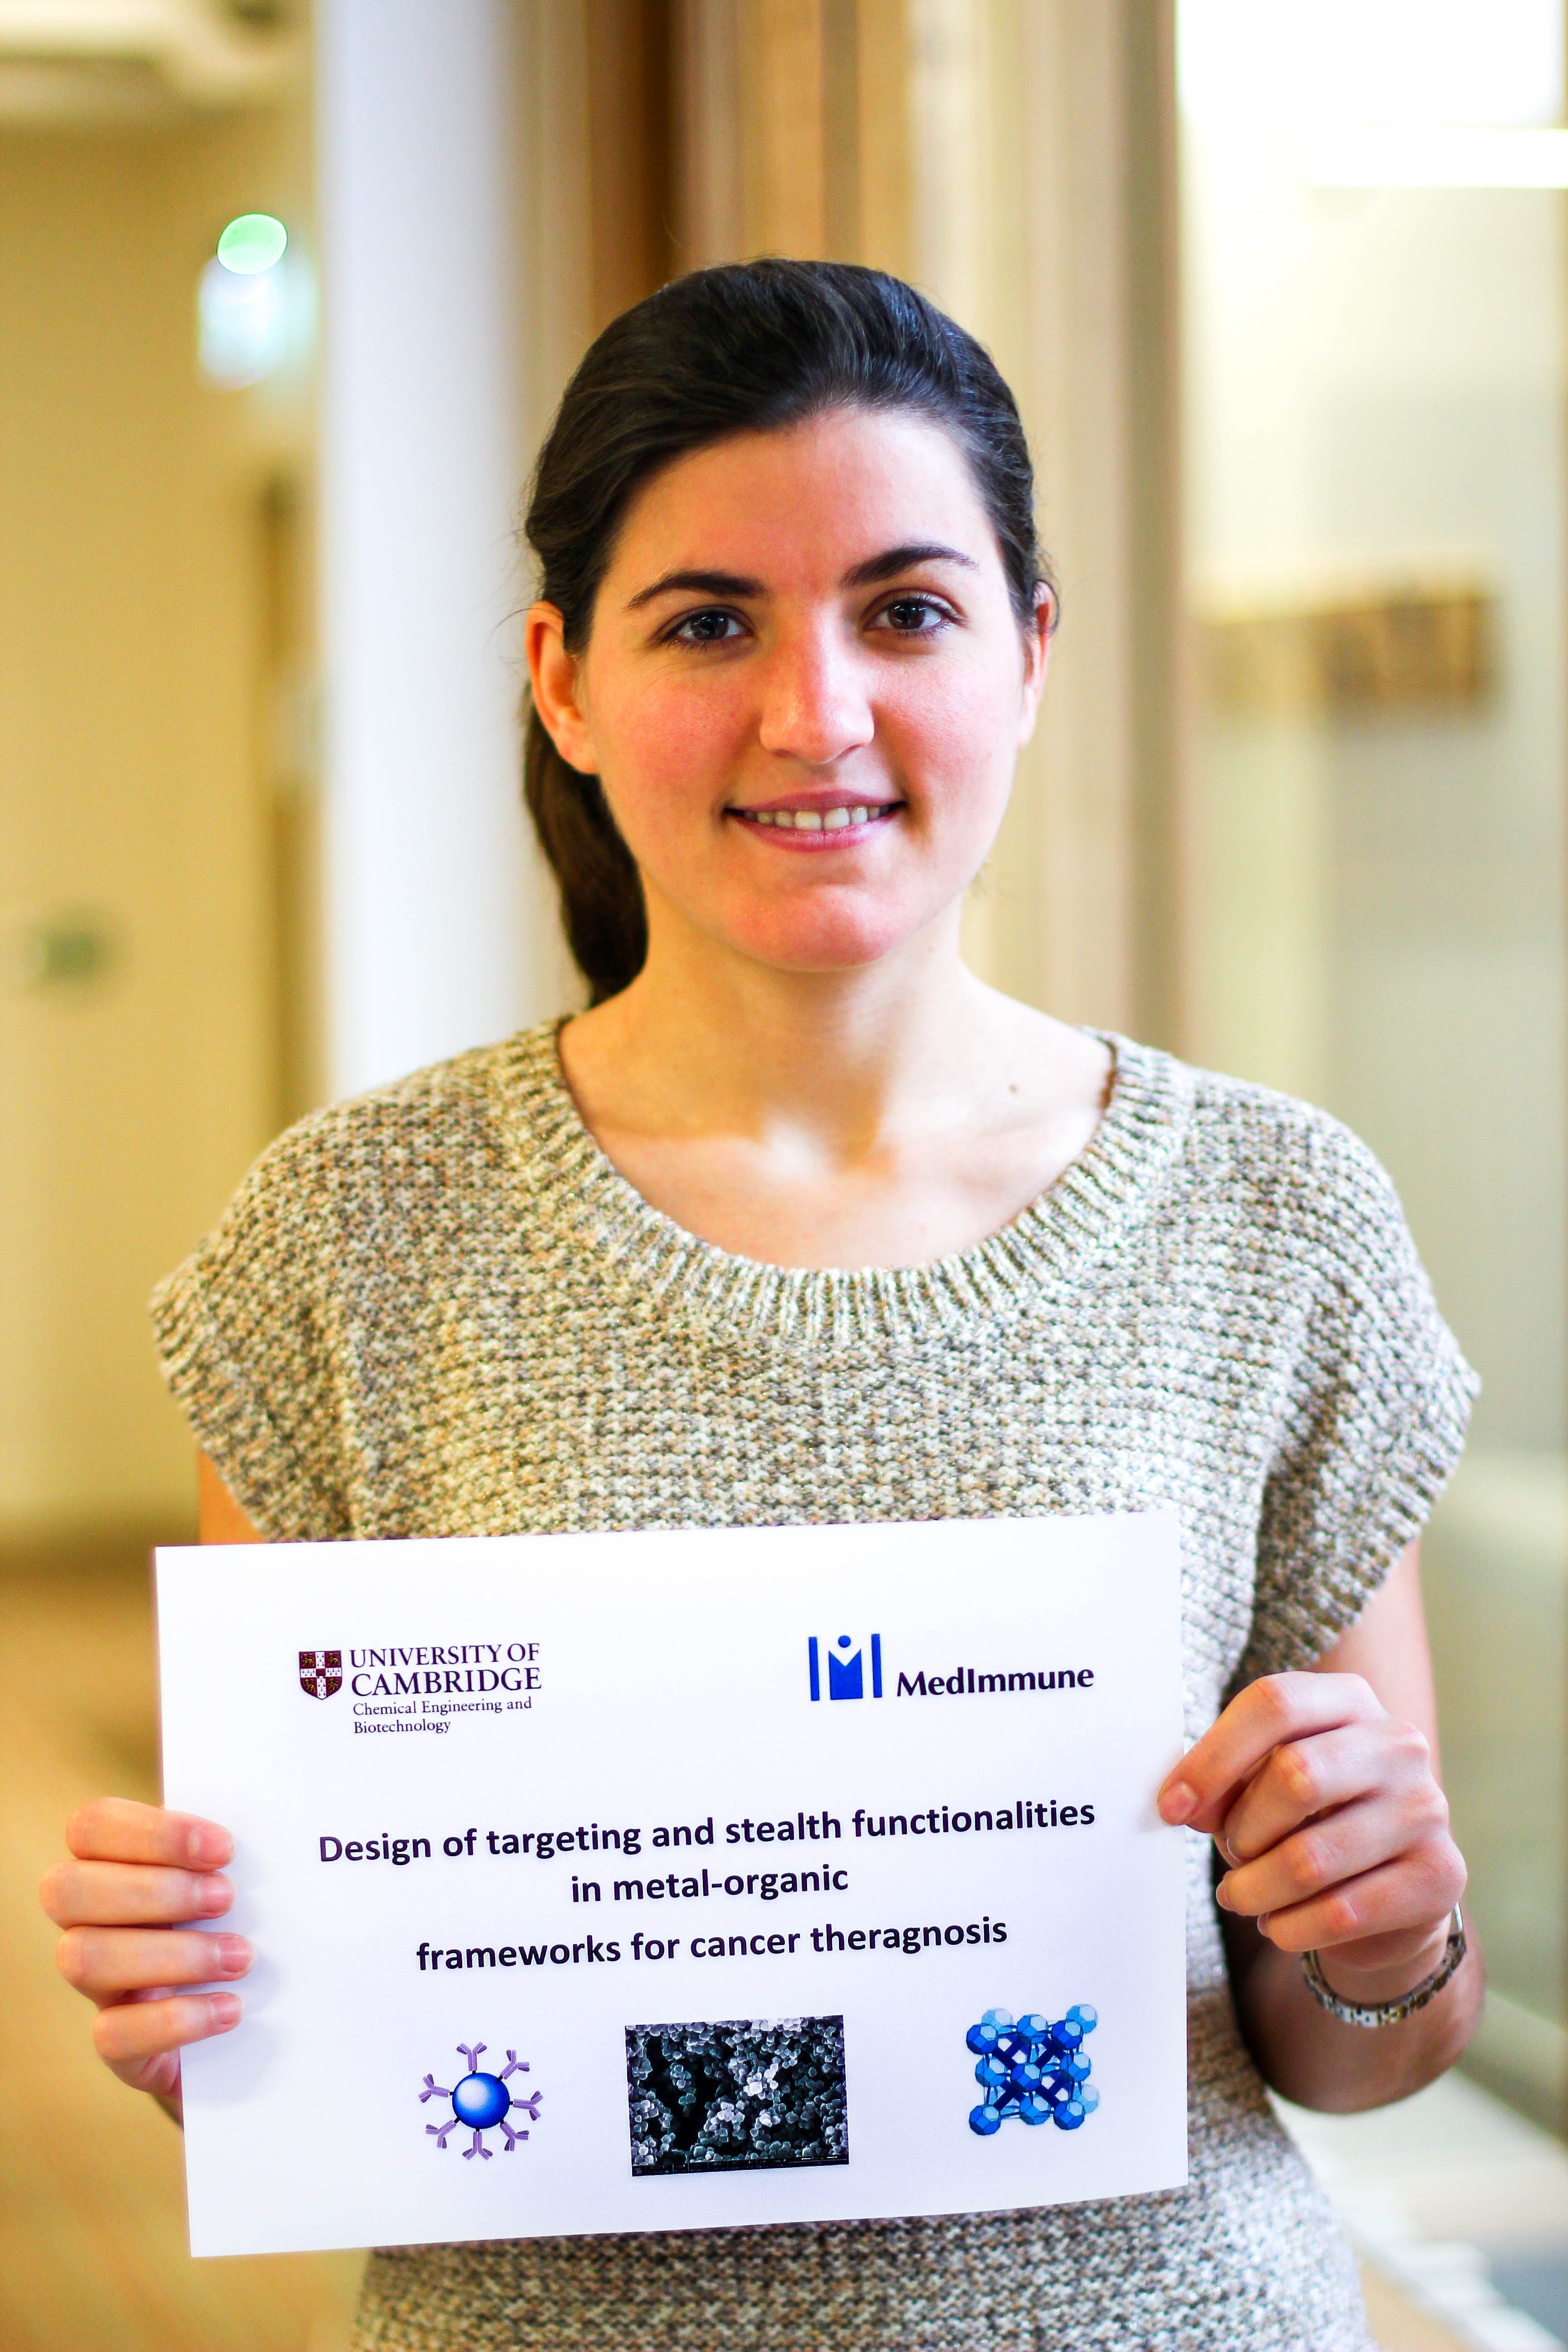 UNIVERSITY OF
CAMBRIDGE
Chemical Engineering and
Biotechnology
MedImmune
Design of targeting and stealth functionalities
in metal-organic
frameworks for cancer theragnosis